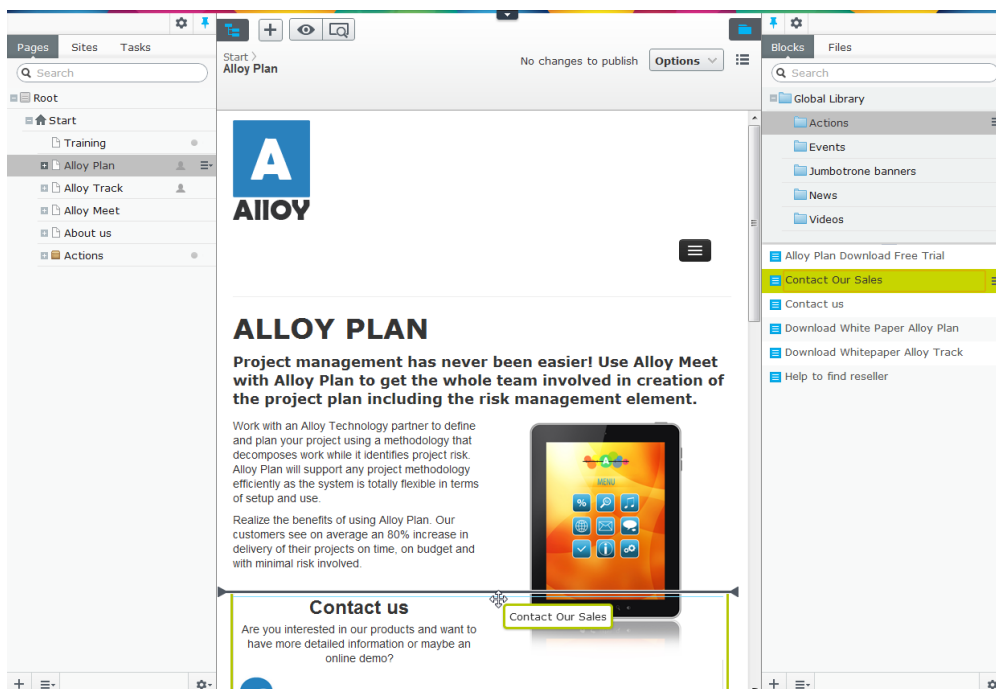 Pages Sites Tasks
Search
Root
Start
Training
Alloy Plan
Alloy Track
Alloy Meet
About us
Actions
Start 〉
Alloy Plan
No changes to publish
Options
A
AllOY
ALLOY PLAN
Project management has never been easier! Use Alloy Meet
with Alloy Plan to get the whole team involved in creation of
the project plan including the risk management element.
Work with an Alloy Technology partner to define
and plan your project using a methodology that
decomposes work while it identifies project risk.
Alloy Plan will support any project methodology
efficiently as the system is totally flexible in terms
of setup and use.
Realize the benefits of using Alloy Plan. Our
customers see on average an 80% increase in
delivery of their projects on time, on budget and
with minimal risk involved.
A
MENU
%
Contact Our Sales
Contact us
Are you interested in our products and want to
have more detailed information or maybe an
online demo?
Blocks Files
Search
Global Library
Actions
Events
Jumbotrone banners
News
Videos
Alloy Plan Download Free Trial
Contact Our Sales
Contact us
Download White Paper Alloy Plan
Download Whitepaper Alloy Track
Help to find reseller